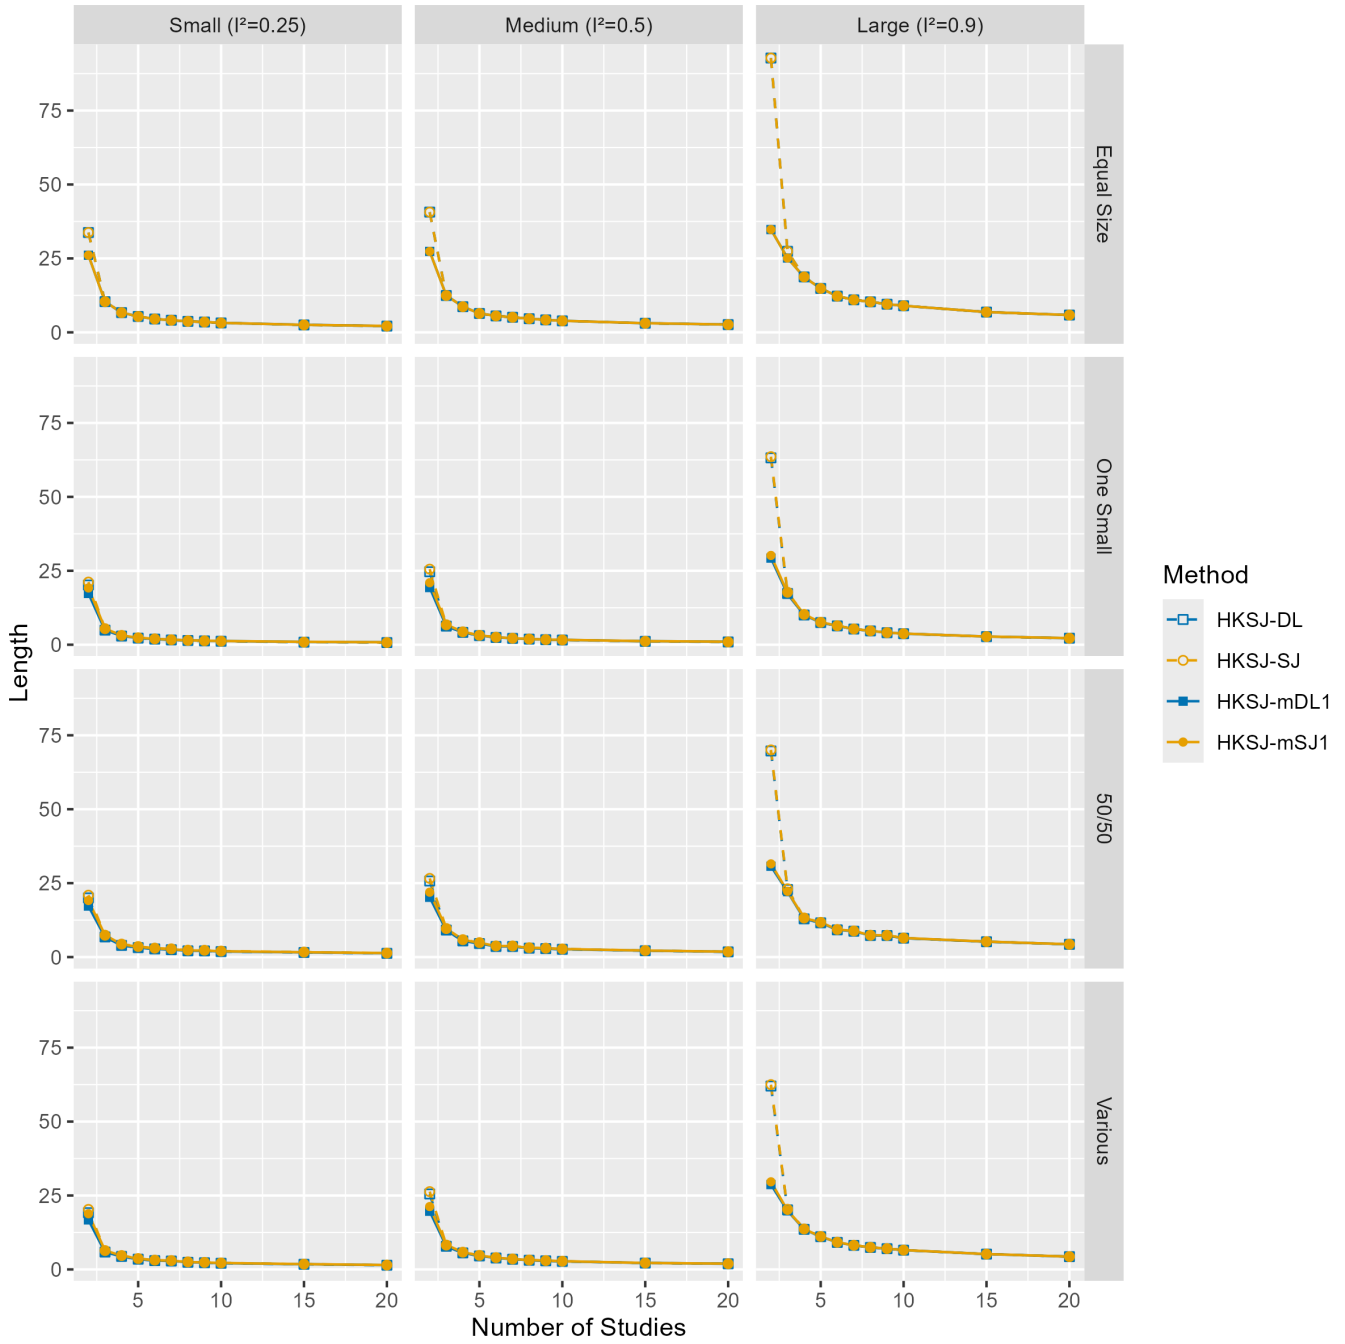 Small (I²=0.25)
Medium (I²=0.5)
Large (I²=0.9)
75
50
25
0
Equal Size
75
50
25
0
One Small
75
50
25
0
50/50
75
50
25
0
Various
5
10
15
20
5
10
15
20
5
10
15
20
Number of Studies
Length
Method
HKSJ-DL
HKSJ-SJ
HKSJ-mDL1
HKSJ-mSJ1